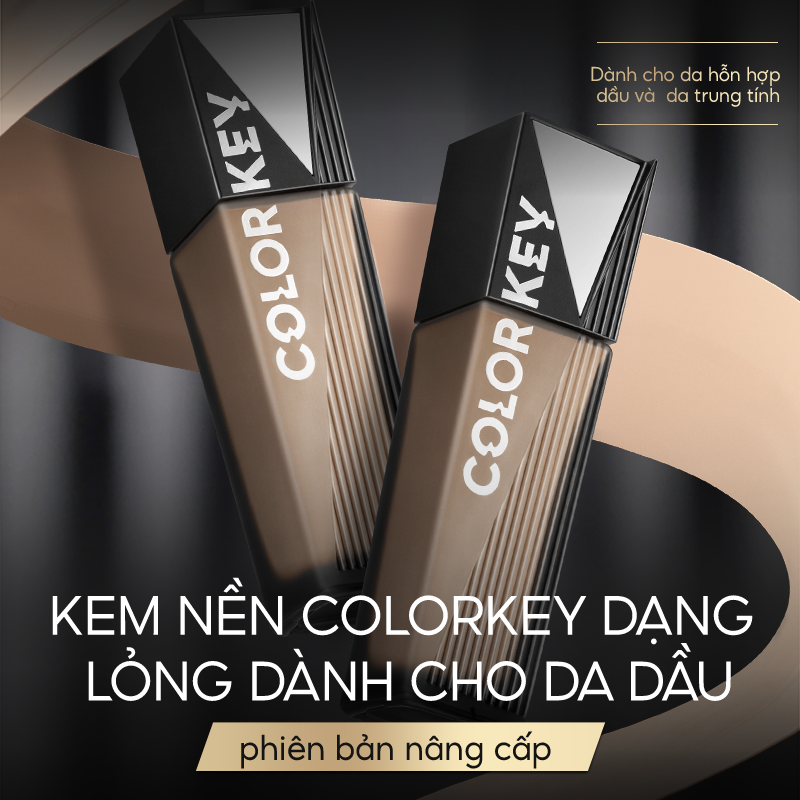 Dành cho da hỗn hợp
dầu và da trung tính
COLORKEY
COLORKEY
KEM NỀN COLORKEY DẠNG
LỎNG DÀNH CHO DA DẦU
phiên bản nâng cấp